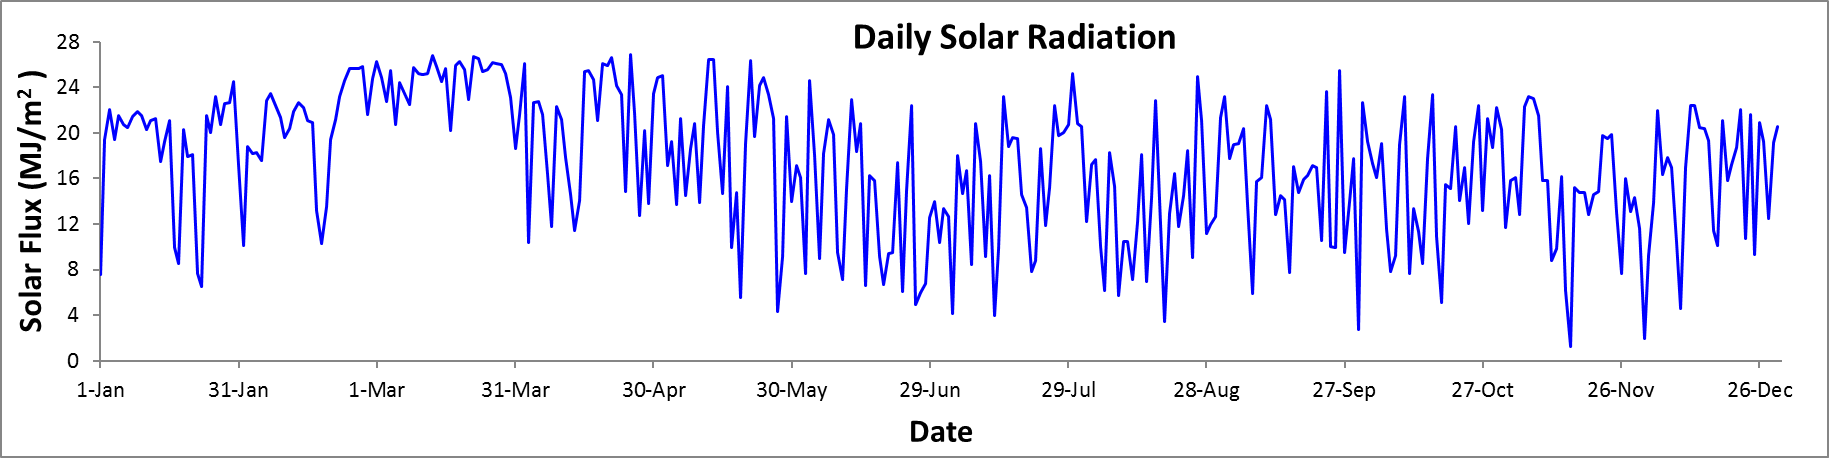 Daily Solar Radiation
Solar Flux (MJ/m²)
28
24
20
16
12
8
4
0
1-Jan 31-Jan 1-Mar 31-Mar 30-Apr 30-May 29-Jun 29-Jul 28-Aug 27-Sep 27-Oct 26-Nov 26-Dec
Date